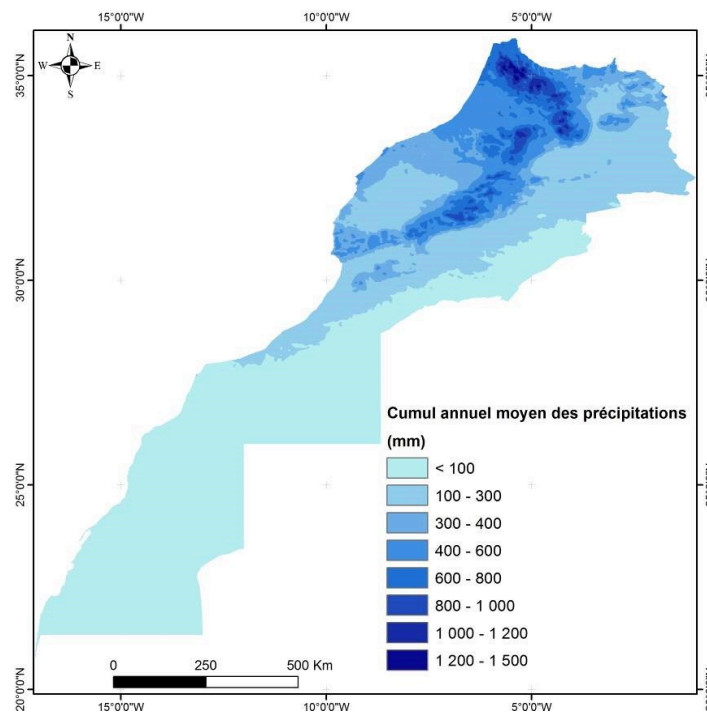 15°0'0"W 10°0'0"W 5°0'0"W
N
W E
S
35°0'0"N
30°0'0"N
25°0'0"N
20°0'0"N
Cumul annuel moyen des précipitations
(mm)
< 100
100 - 300
300 - 400
400 - 600
600 - 800
800 - 1 000
1 000 - 1 200
1 200 - 1 500
0 250 500 Km
15°0'0"W 10°0'0"W 5°0'0"W